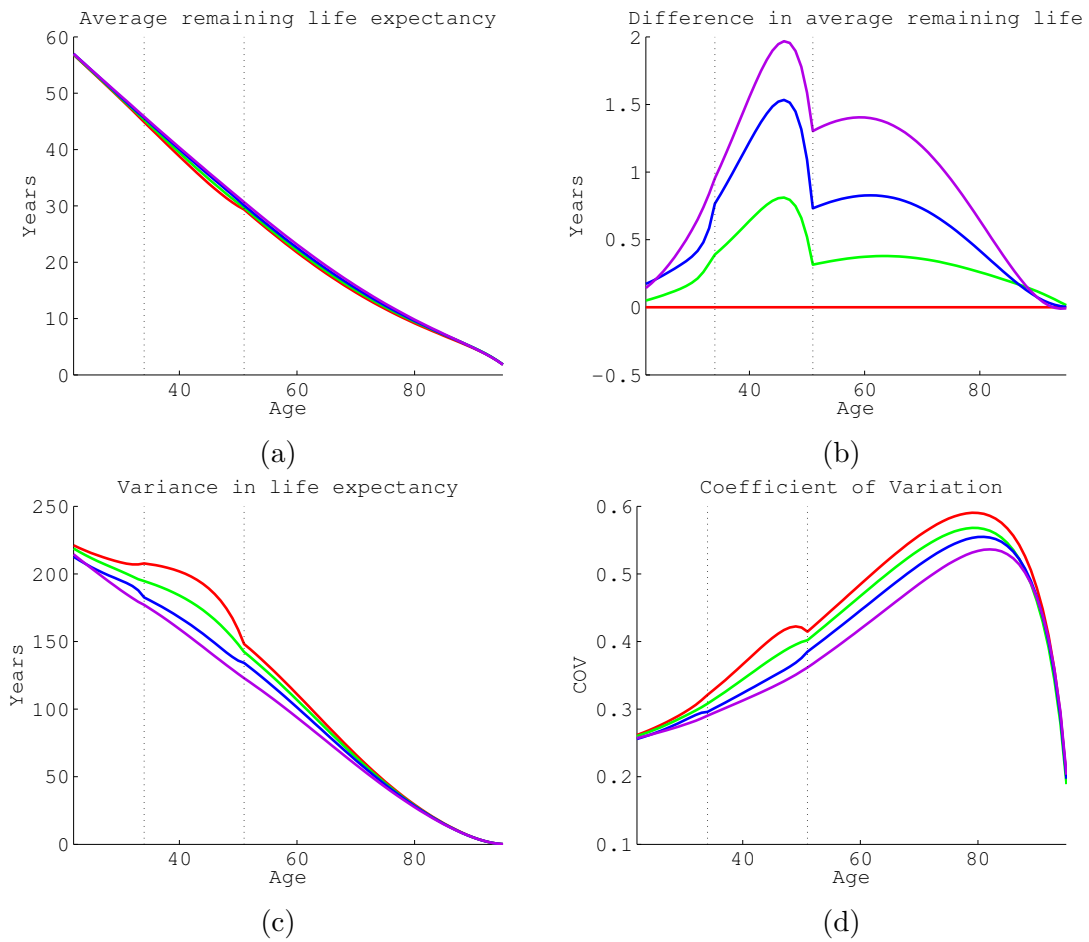 Average remaining life expectancy
60
50
40
30
20
10
0
Years
40 60 80
Age
(a)
Difference in average remaining life
2
1.5
1
0.5
0
−0.5
Years
40 60 80
Age
(b)
Variance in life expectancy
250
200
150
100
50
0
Years
40 60 80
Age
(c)
Coefficient of Variation
0.6
0.5
0.4
0.3
0.2
0.1
COV
40 60 80
Age
(d)